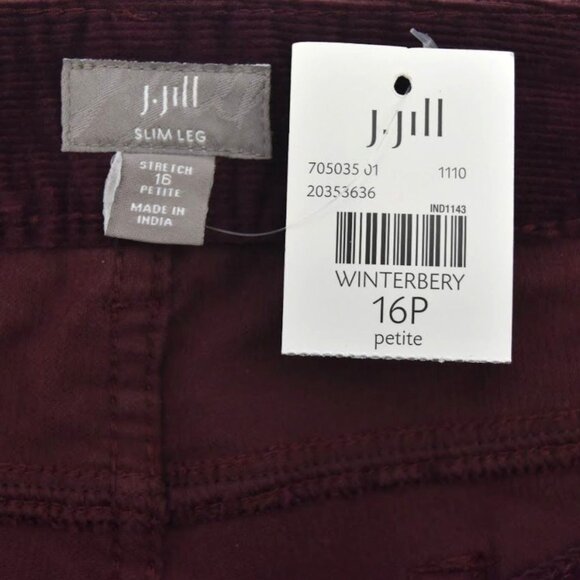 J.Jill
SLIM LEG
STRETCH
16
PETITE
MADE IN
INDIA
J.Jill
705035 01 1110
20353636
IND1143
WINTERBERY
16P
petite